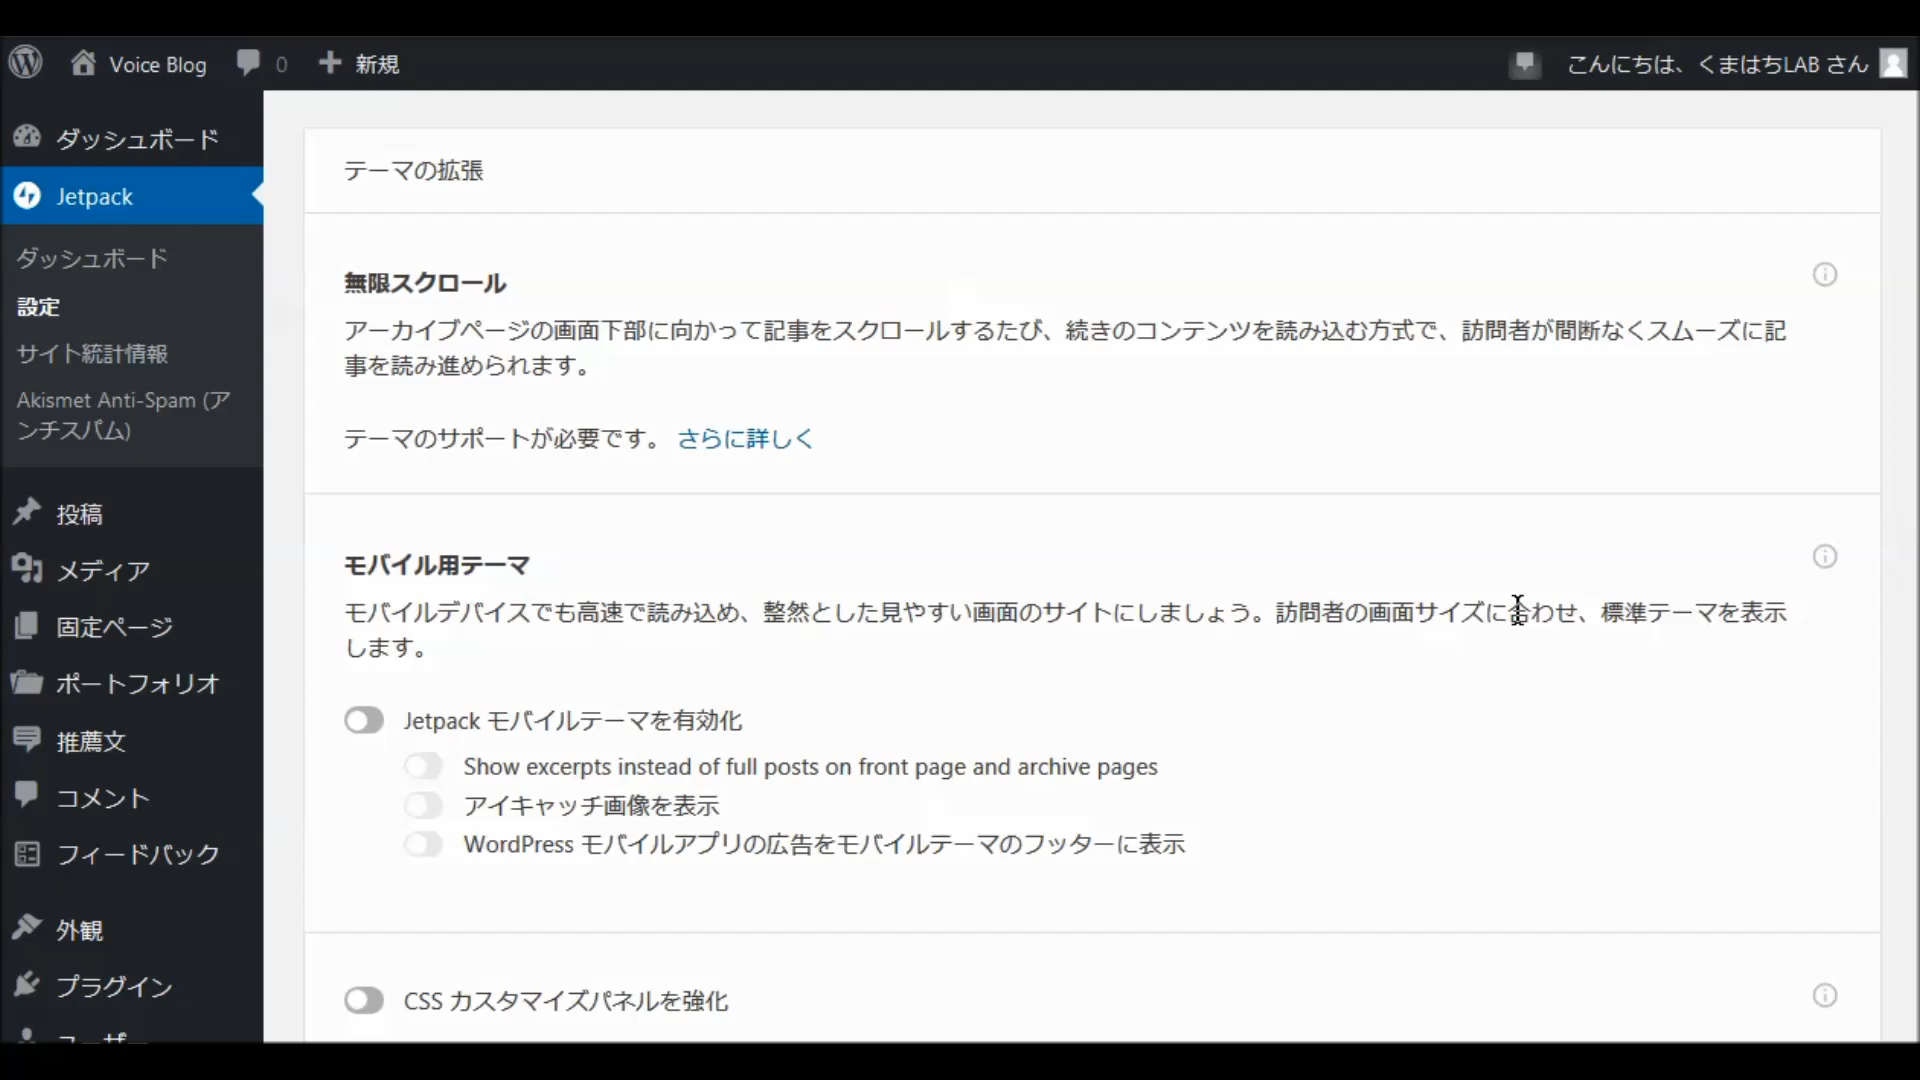 Voice Blog
0
新規
こんにちは、くまはちLAB さん
ダッシュボード
Jetpack
ダッシュボード
設定
サイト統計情報
Akismet Anti-Spam (ア
ンチスパム)
投稿
メディア
固定ページ
ポートフォリオ
推薦文
コメント
フィードバック
外観
プラグイン
ユーザー
テーマの拡張
無限スクロール
アーカイブページの画面下部に向かって記事をスクロールするたび、続きのコンテンツを読み込む方式で、訪問者が間断なくスムーズに記
事を読み進められます。
テーマのサポートが必要です。 さらに詳しく
モバイル用テーマ
モバイルデバイスでも高速で読み込め、整然とした見やすい画面のサイトにしましょう。訪問者の画面サイズに合わせ、標準テーマを表示
します。
Jetpack モバイルテーマを有効化
Show excerpts instead of full posts on front page and archive pages
アイキャッチ画像を表示
WordPress モバイルアプリの広告をモバイルテーマのフッターに表示
CSS カスタマイズパネルを強化